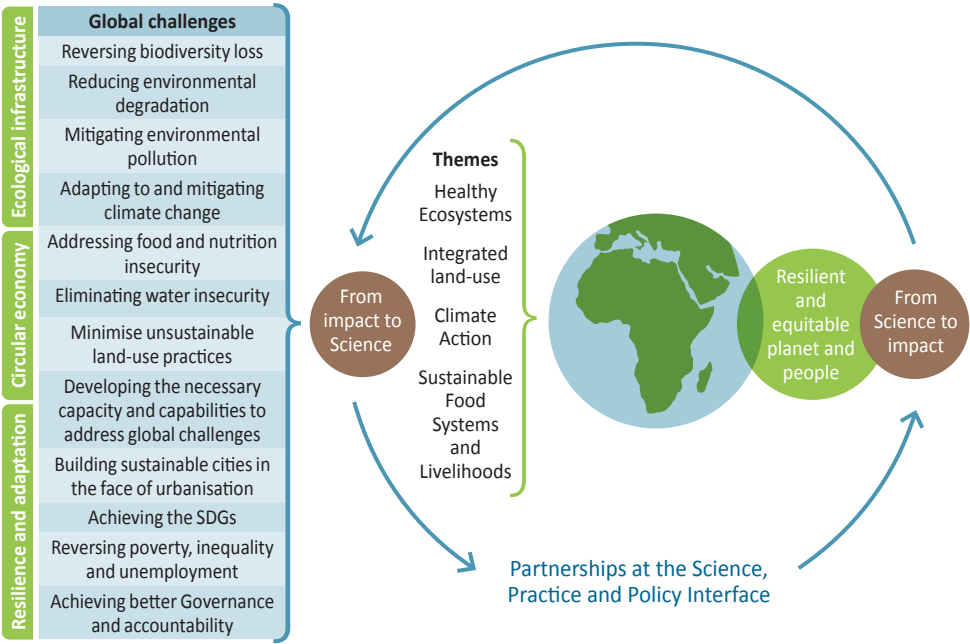 Ecological infrastructure
Circular economy
Resilience and adaptation
Global challenges
Reversing biodiversity loss
Reducing environmental
degradation
Mitigating environmental
pollution
Adapting to and mitigating
climate change
Addressing food and nutrition
insecurity
Eliminating water insecurity
Minimise unsustainable
land-use practices
Developing the necessary
capacity and capabilities to
address global challenges
Building sustainable cities in
the face of urbanisation
Achieving the SDGs
Reversing poverty, inequality
and unemployment
Achieving better Governance
and accountability
From
impact to
Science
Themes
Healthy
Ecosystems
Integrated
land-use
Climate
Action
Sustainable
Food
Systems
and
Livelihoods
Resilient
and
equitable
planet and
people
From
Science to
impact
Partnerships at the Science,
Practice and Policy Interface